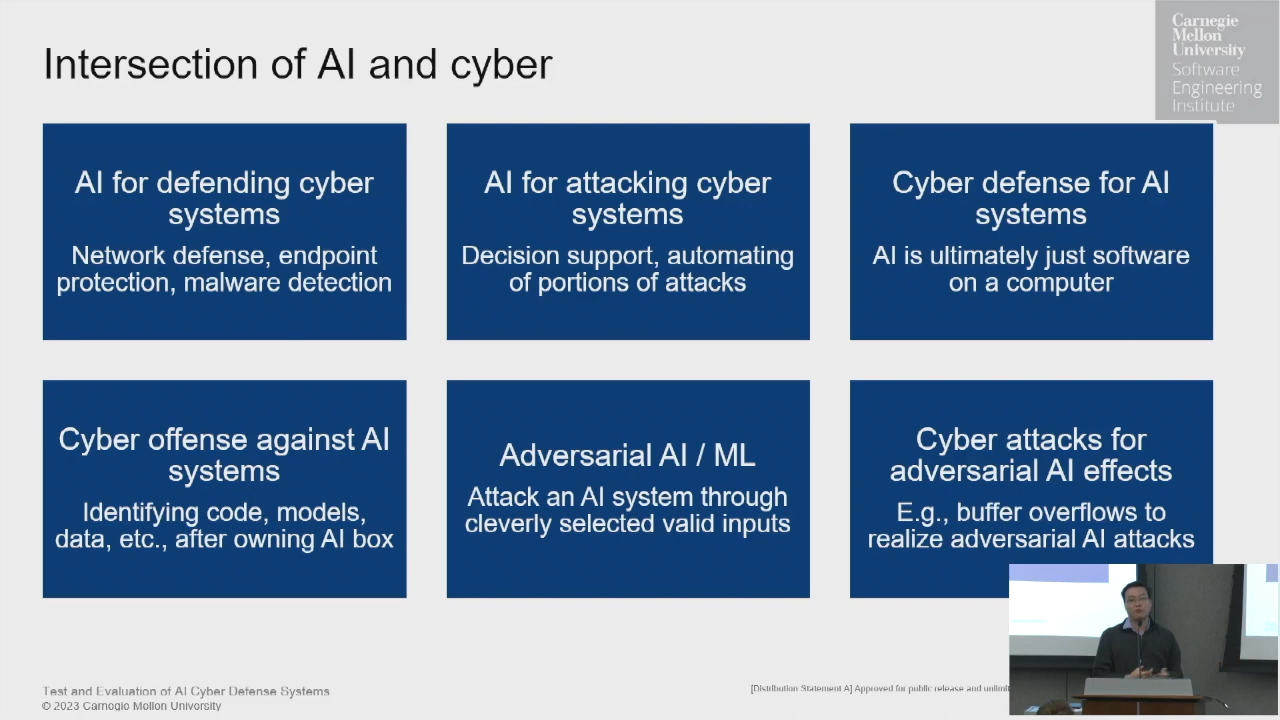 Intersection of AI and cyber
Carnegie
Mellon
University
Software
Engineering
Institute
AI for defending cyber
systems
Network defense, endpoint
protection, malware detection
AI for attacking cyber
systems
Decision support, automating
of portions of attacks
Cyber defense for AI
systems
AI is ultimately just software
on a computer
Cyber offense against AI
systems
Identifying code, models,
data, etc., after owning AI box
Adversarial AI / ML
Attack an AI system through
cleverly selected valid inputs
Cyber attacks for
adversarial AI effects
E.g., buffer overflows to
realize adversarial AI attacks
Test and Evaluation of AI Cyber Defense Systems
© 2023 Carnegie Mellon University
[Distribution Statement A] Approved for public release and